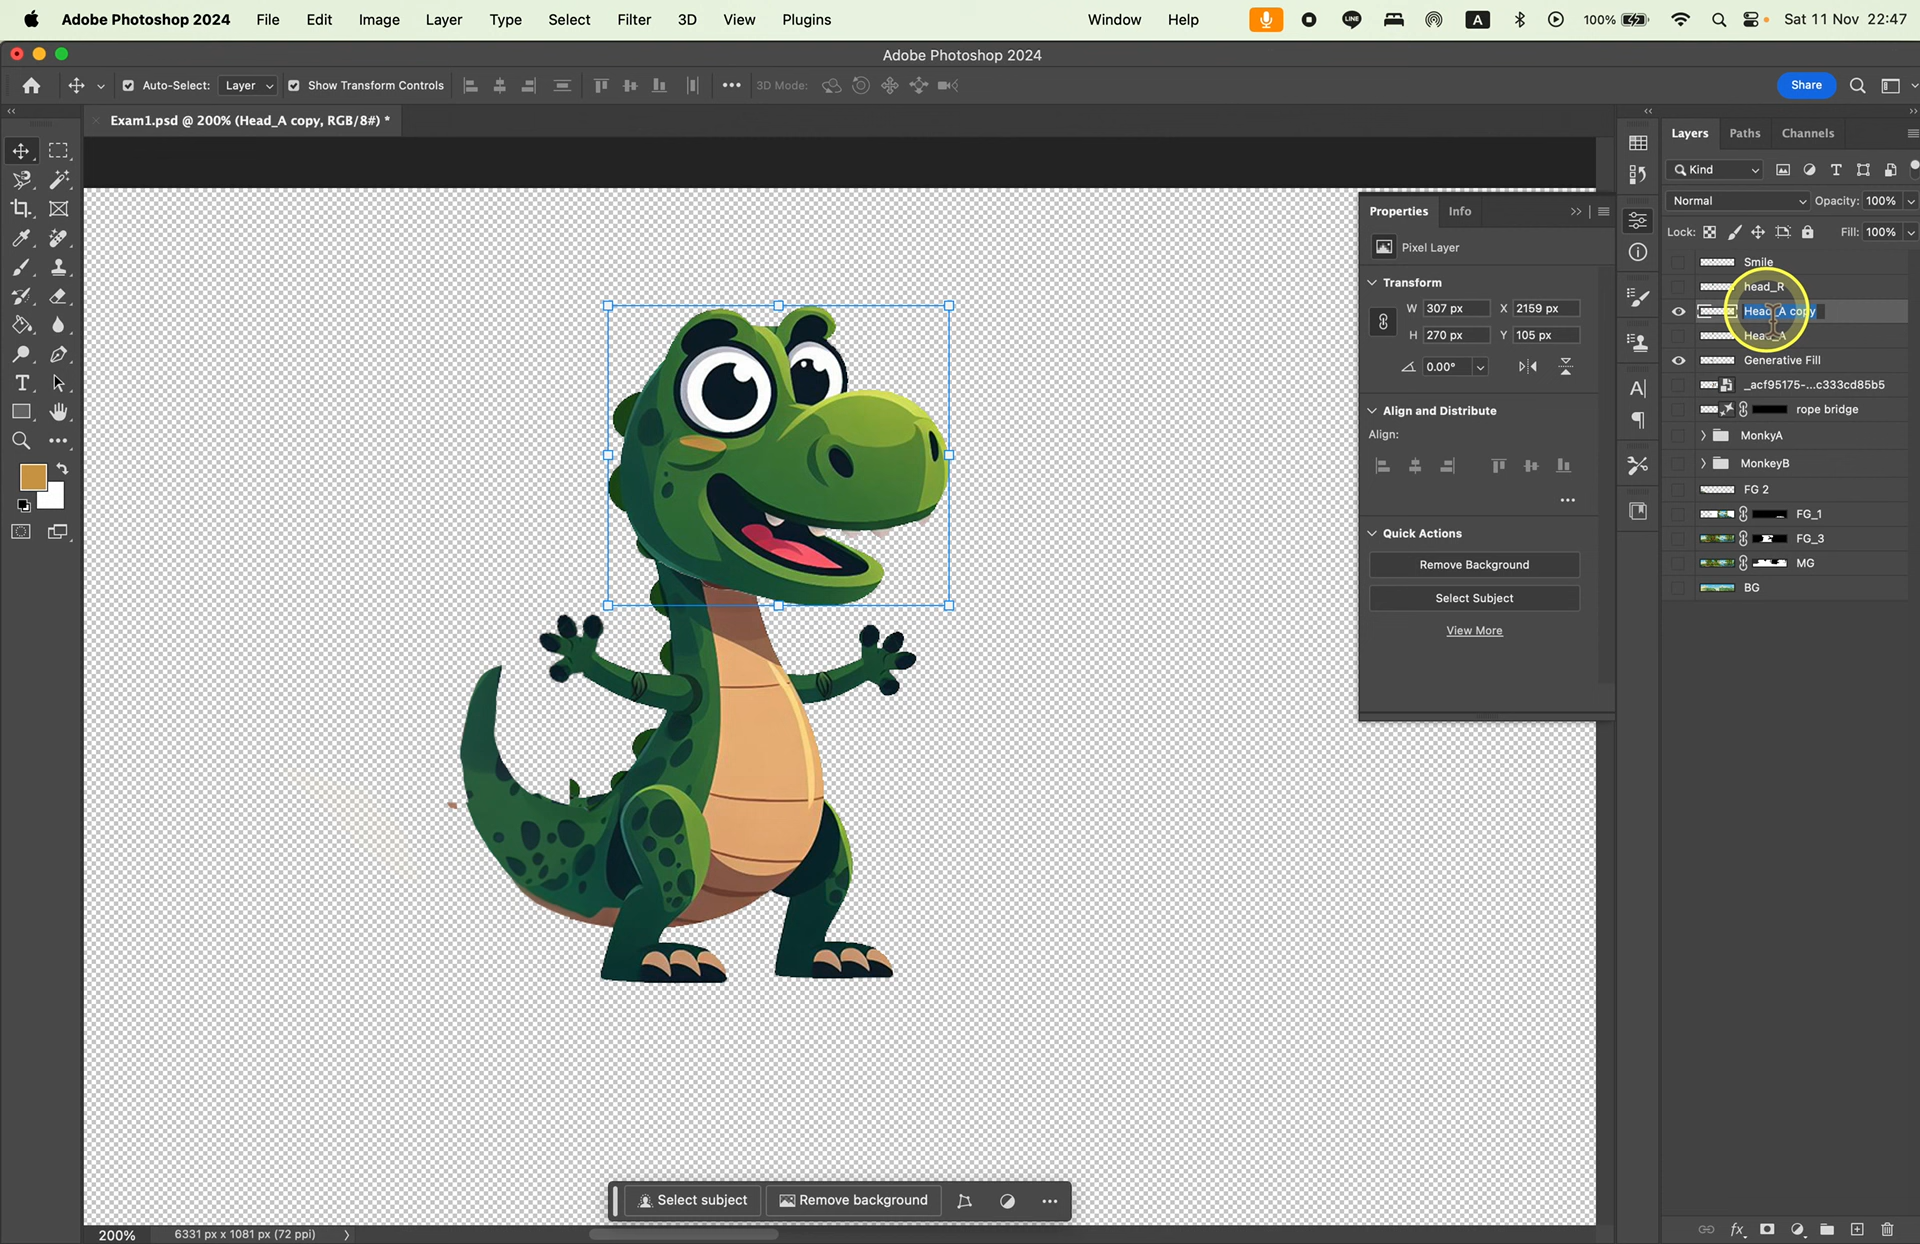 Adobe Photoshop 2024 File Edit Image Layer Type Select Filter 3D View Plugins Window Help LINE A 100% Sat 11 Nov 22:47
Adobe Photoshop 2024
Auto-Select: Layer Show Transform Controls 3D Mode: Share
Exam1.psd @ 200% (Head_A copy, RGB/8#) *
Layers Paths Channels
Kind
Normal Opacity: 100%
Lock: Fill: 100%
Smile
head_R
Head_A copy
Head_A
Generative Fill
_acf95175-...c333cd85b5
rope bridge
MonkyA
MonkeyB
FG 2
FG_1
FG_3
MG
BG
Properties Info
Pixel Layer
Transform
W 307 px X 2159 px
H 270 px Y 105 px
0.00°
Align and Distribute
Align:
Quick Actions
Remove Background
Select Subject
View More
Select subject Remove background
200% 6331 px x 1081 px (72 ppi)